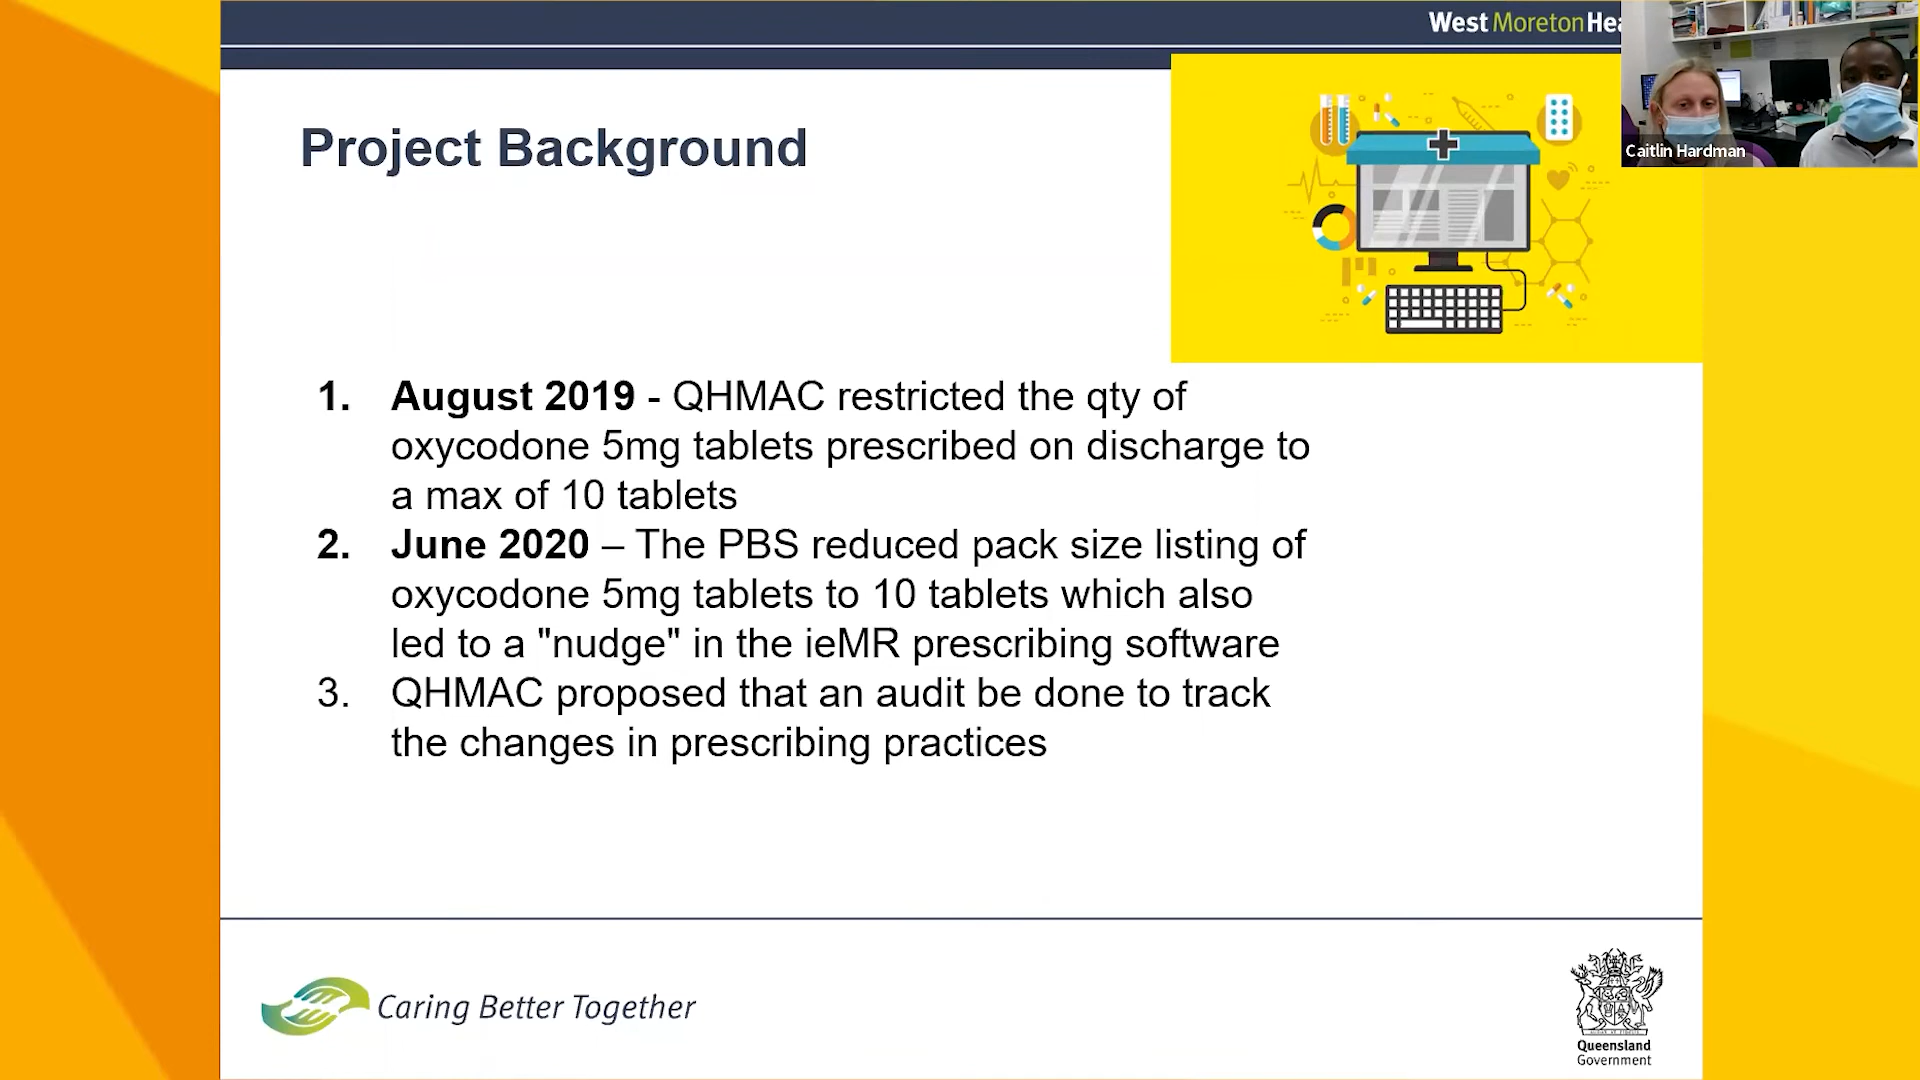 West Moreton Hea
Caitlin Hardman
Project Background
1. August 2019 - QHMAC restricted the qty of
oxycodone 5mg tablets prescribed on discharge to
a max of 10 tablets
2. June 2020 – The PBS reduced pack size listing of
oxycodone 5mg tablets to 10 tablets which also
led to a "nudge" in the ieMR prescribing software
3. QHMAC proposed that an audit be done to track
the changes in prescribing practices
Caring Better Together
Queensland
Government